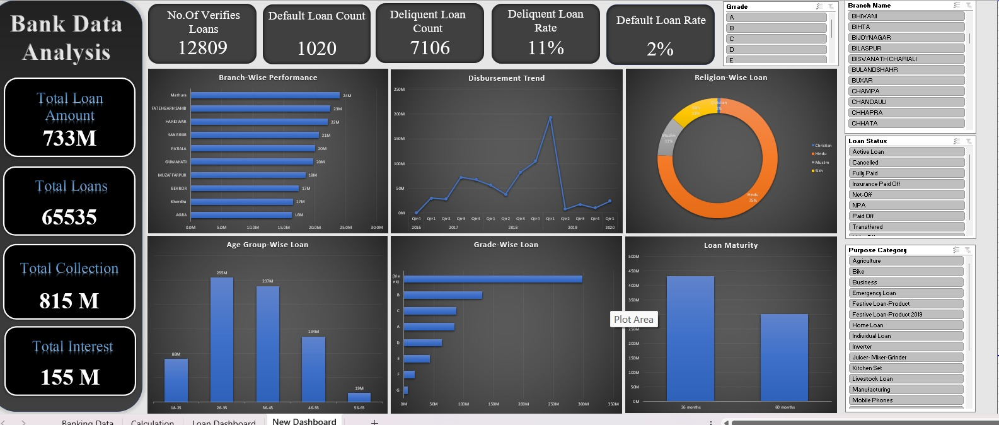 Bank Data
Analysis
Total Loan
Amount
733M
Total Loans
65535
Total Collection
815 M
Total Interest
155 M
No.Of Verifies
Loans
12809
Default Loan Count
1020
Deliquent Loan
Count
7106
Deliquent Loan
Rate
11%
Default Loan Rate
2%
Grrade
A
B
C
D
E
Branch Name
BHIWANI
BIHTA
BIJOYNAGAR
BILASPUR
BISWANATH CHARIALI
BULANDSHAHR
BUXAR
CHAMPA
CHANDAULI
CHHAPRA
CHHATA
Branch-Wise Performance
Mathura 24M
FATEHGARH SAHIB 23M
HARIDWAR 22M
SANGRUR 21M
PATIALA 20M
GUWAHATI 20M
MUZAFFARPUR 18M
BEHROR 17M
Khordha 17M
AGRA 16M
0.0M 5.0M 10.0M 15.0M 20.0M 25.0M 30.0M
Disbursement Trend
250M
200M
150M
100M
50M
0M
Qtr4 Qtr1 Qtr2 Qtr3 Qtr4 Qtr1 Qtr2 Qtr3 Qtr4 Qtr1 Qtr2 Qtr3 Qtr4 Qtr1
2016 2017 2018 2019 2020
Religion-Wise Loan
Christian
1%
Sikh
13%
Muslim
11%
Hindu
75%
Christian
Hindu
Muslim
Sikh
Loan Status
Active Loan
Cancelled
Fully Paid
Insurance Paid Off
Net-Off
NPA
Paid Off
Transffered
Age Group-Wise Loan
88M
255M
237M
134M
19M
18-25 26-35 36-45 46-55 56-63
Grade-Wise Loan
(bla
nk)
B
C
A
D
E
F
G
0M 50M 100M 150M 200M 250M 300M 350M
Plot Area
Loan Maturity
500M
450M
400M
350M
250M
200M
150M
100M
50M
0M
36 months 60 months
Purpose Category
Agriculture
Bike
Business
Emergency Loan
Festive Loan-Product
Festive Loan-Product 2019
Home Loan
Individual Loan
Inverter
Juicer- Mixer-Grinder
Kitchen Set
Livestock Loan
Manufacturing
Mobile Phones
Banking Data Calculation Loan Dashboard New Dashboard